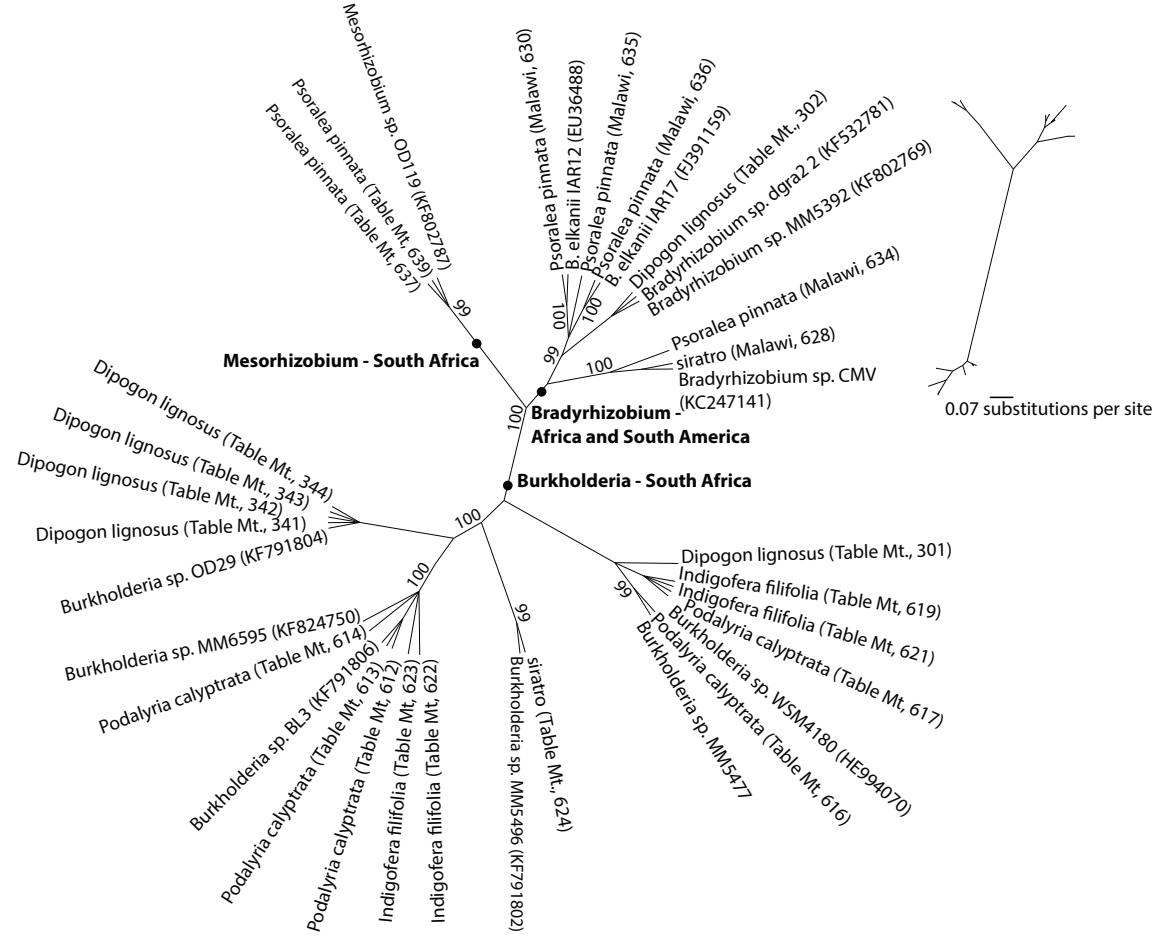 Mesorhizobium sp. OD119 (KF802787)
Psoralea pinnata (Table Mt, 639)
Psoralea pinnata (Table Mt, 637)
99
Mesorhizobium - South Africa
Psoralea pinnata (Malawi, 630)
B. elkanii IAR12 (EU36488)
Psoralea pinnata (Malawi, 635)
Psoralea pinnata (Malawi, 636)
B. elkanii IAR17 (FJ391159)
Dipogon lignosus (Table Mt., 302)
Bradyrhizobium sp. dgra2 2 (KF532781)
Bradyrhizobium sp. MM5392 (KF802769)
100
100
99
Psoralea pinnata (Malawi, 634)
siratro (Malawi, 628)
Bradyrhizobium sp. CMV
(KC247141)
100
100
Bradyrhizobium -
Africa and South America
0.07 substitutions per site
Burkholderia - South Africa
Dipogon lignosus (Table Mt., 344)
Dipogon lignosus (Table Mt., 343)
Dipogon lignosus (Table Mt., 342)
Dipogon lignosus (Table Mt., 341)
Burkholderia sp. OD29 (KF791804)
100
100
99
99
Dipogon lignosus (Table Mt., 301)
Indigofera filifolia (Table Mt, 619)
Indigofera filifolia (Table Mt, 621)
Podalyria calyptrata (Table Mt, 617)
Burkholderia sp. WSM4180 (HE994070)
Podalyria calyptrata (Table Mt, 616)
Burkholderia sp. MM5477
Burkholderia sp. MM6595 (KF824750)
Podalyria calyptrata (Table Mt, 614)
Burkholderia sp. BL3 (KF791806)
Podalyria calyptrata (Table Mt, 613)
Podalyria calyptrata (Table Mt, 612)
Indigofera filifolia (Table Mt, 623)
Indigofera filifolia (Table Mt, 622)
Burkholderia sp. MM5496 (KF791802)
siratro (Table Mt., 624)